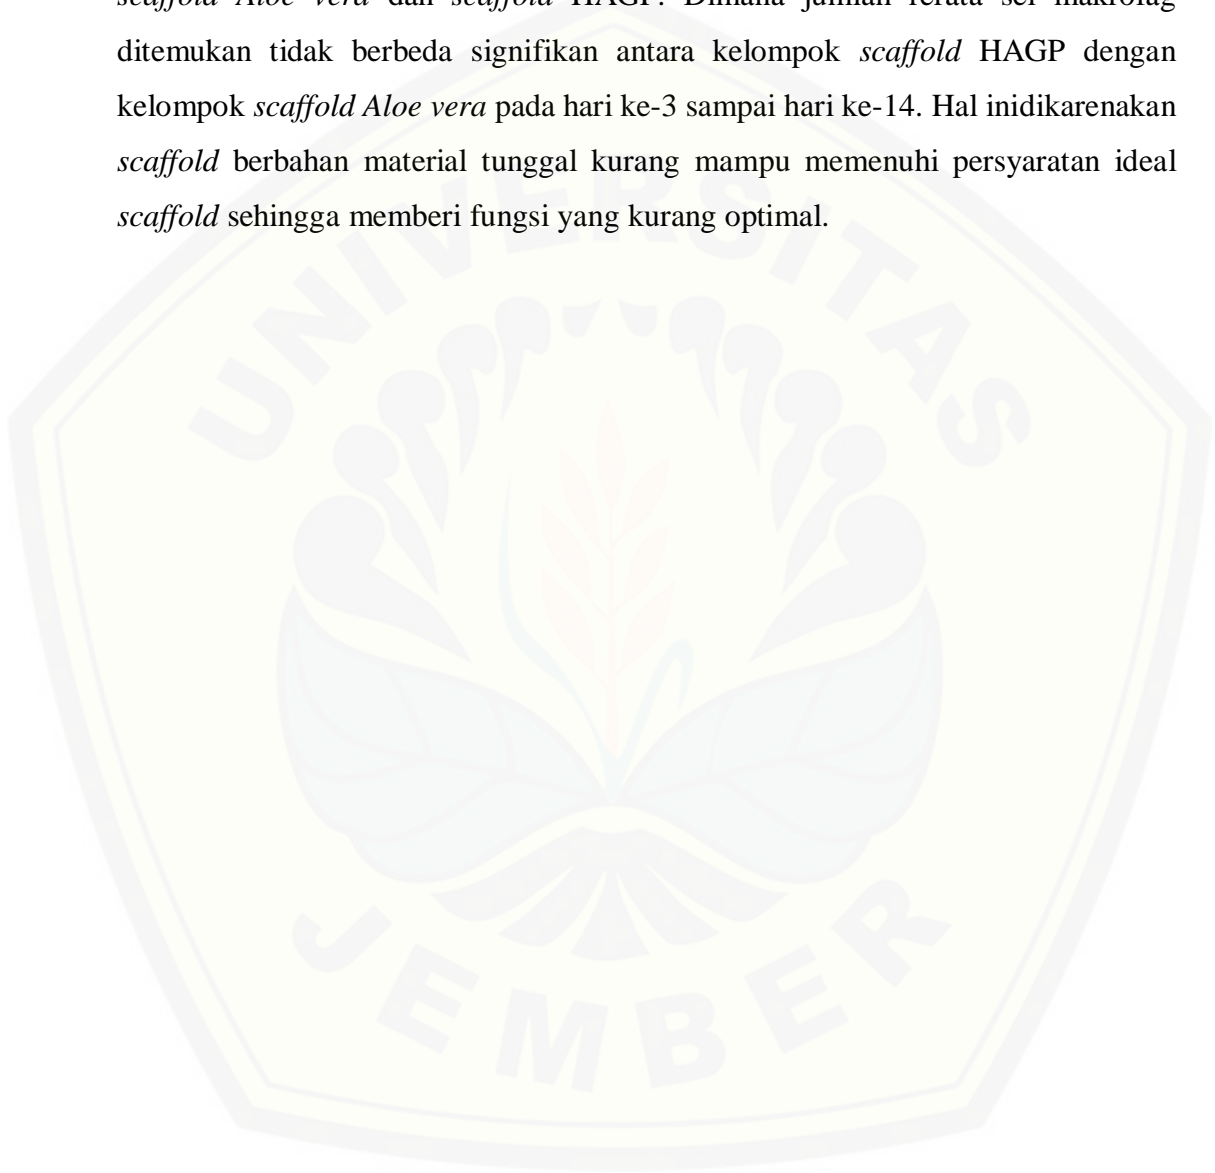 scaffold Aloe vera dan scaffold HAGP. Dimana jumlah rerata sel makrofag
ditemukan tidak berbeda signifikan antara kelompok scaffold HAGP dengan
kelompok scaffold Aloe vera pada hari ke-3 sampai hari ke-14. Hal inidikarenakan
scaffold berbahan material tunggal kurang mampu memenuhi persyaratan ideal
scaffold sehingga memberi fungsi yang kurang optimal.
UNIVERSITAS
JEMBER